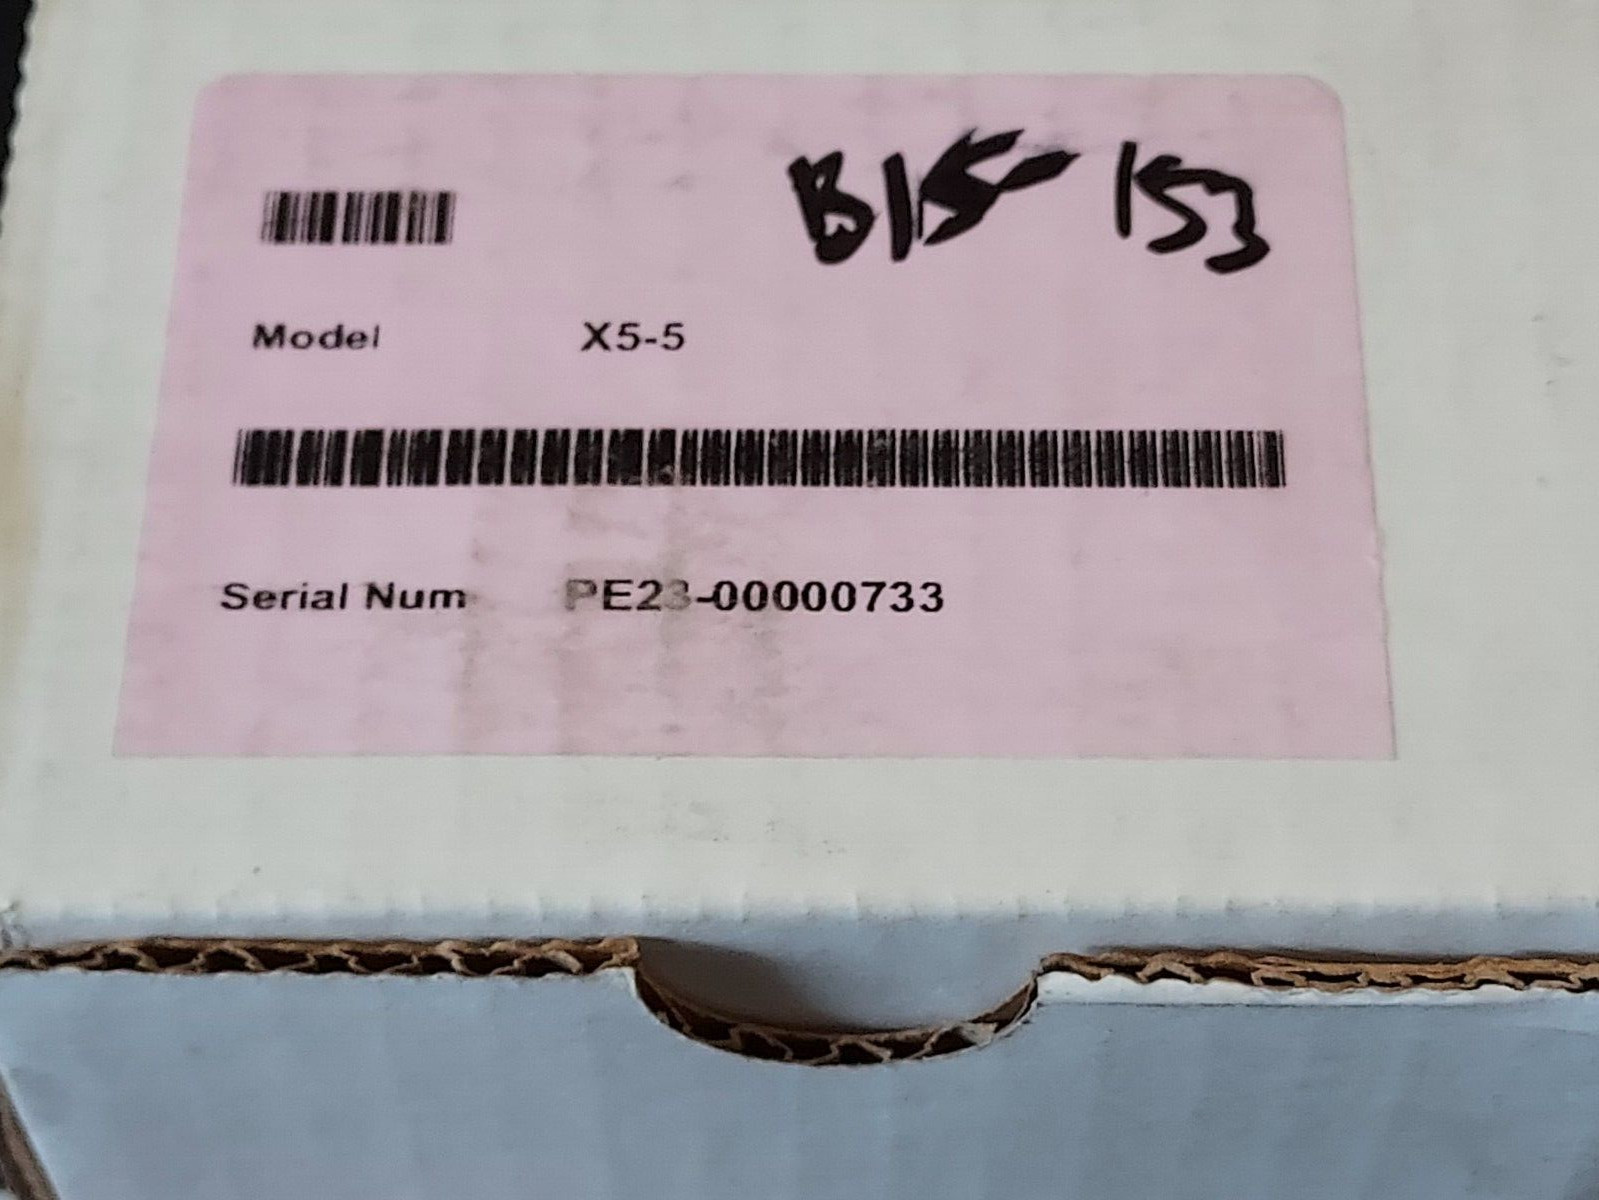 B15-153
Model X5-5
Serial Num PE23-00000733